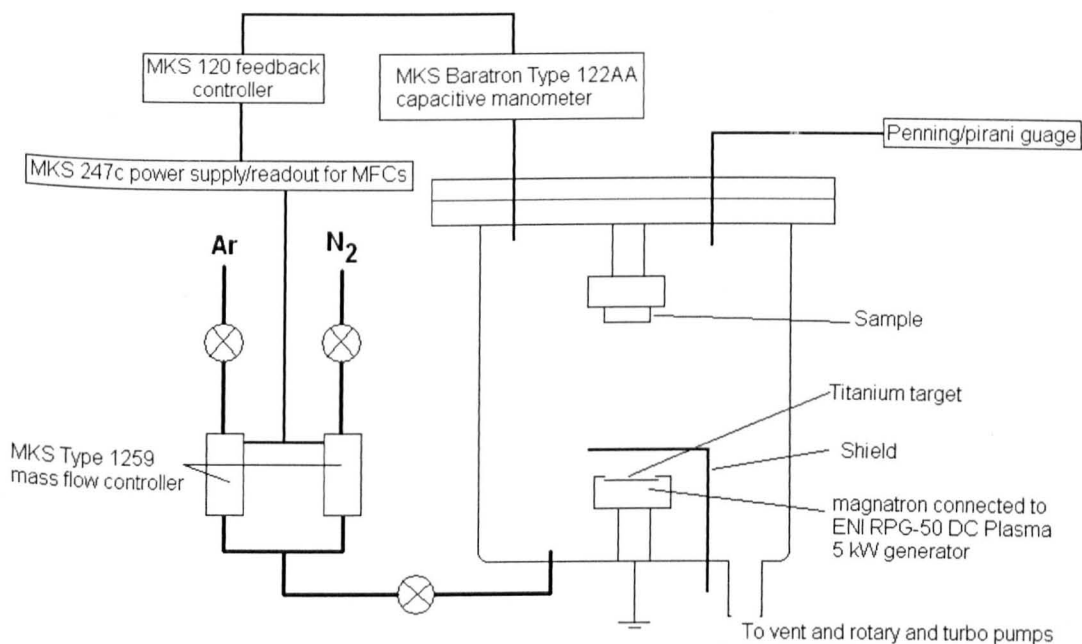 MKS 120 feedback
controller
MKS Baratron Type 122AA
capacitive manometer
Penning/pirani guage
MKS 247c power supply/readout for MFCs
Ar
N2
Sample
Titanium target
Shield
MKS Type 1259
mass flow controller
magnatron connected to
ENI RPG-50 DC Plasma
5 kW generator
To vent and rotary and turbo pumps